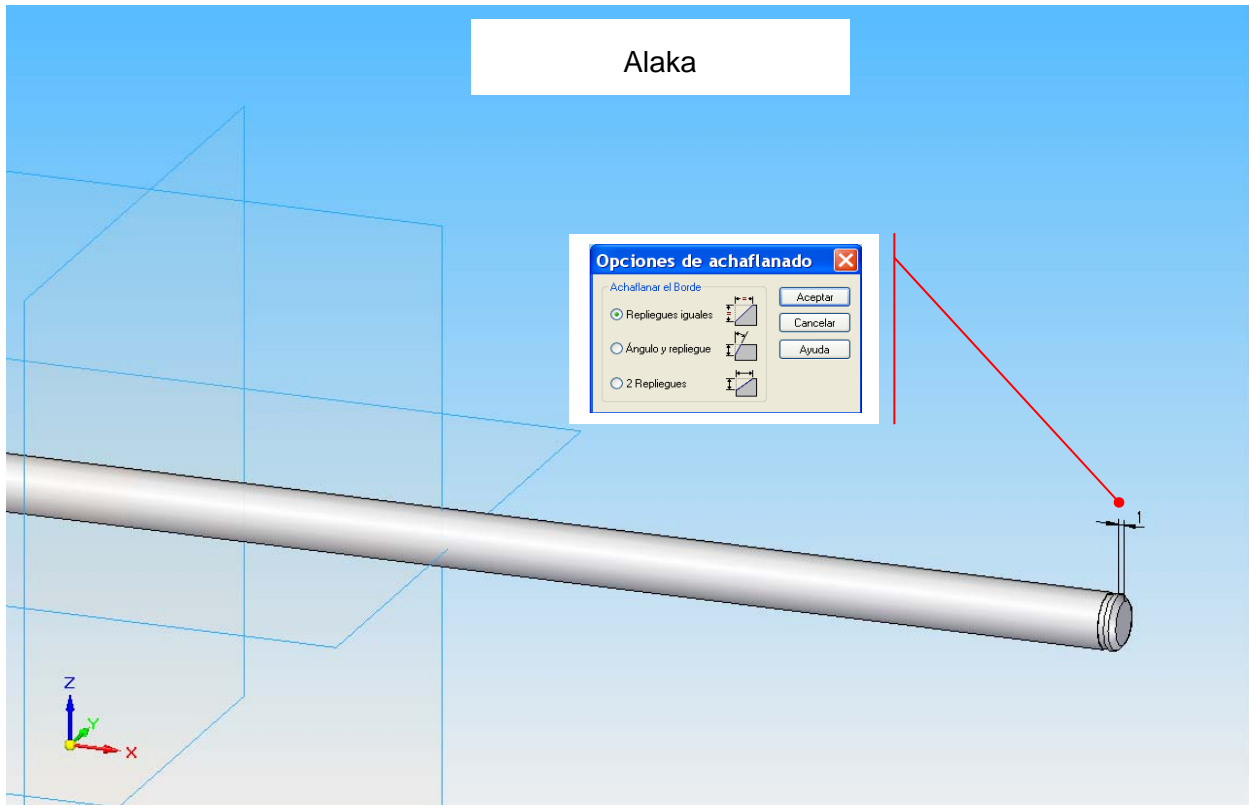 Alaka
Opciones de achaflanado
Achaflanar el Borde
Repliegues iguales
Ángulo y repliegue
2 Repliegues
Aceptar
Cancelar
Ayuda
1
Z
Y
X